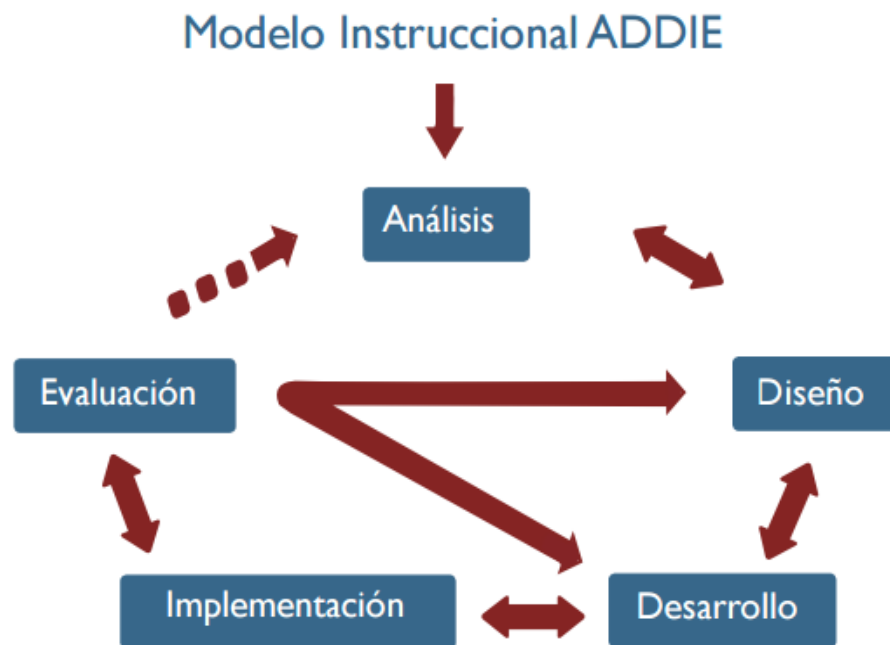 Modelo Instruccional ADDIE
Análisis
Evaluación
Diseño
Implementación
Desarrollo